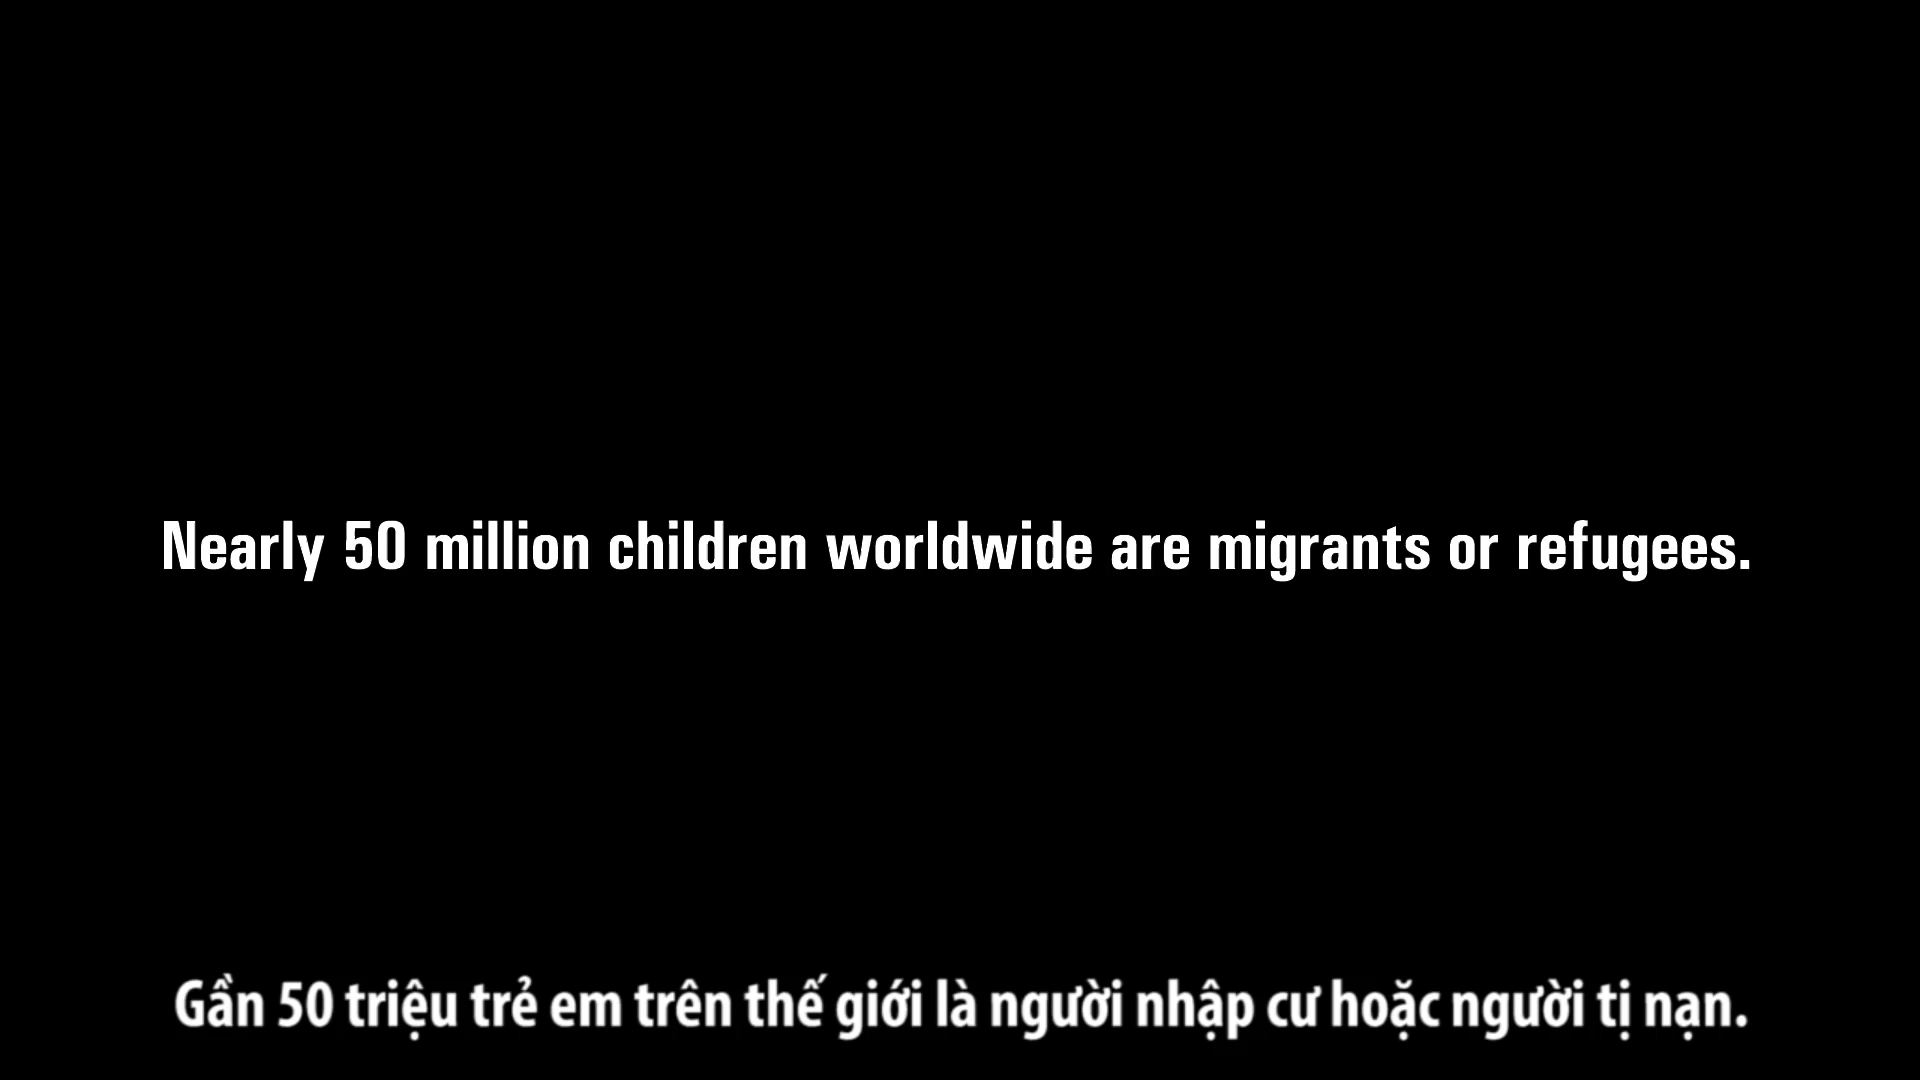 Nearly 50 million children worldwide are migrants or refugees.
Gần 50 triệu trẻ em trên thế giới là người nhập cư hoặc người tị nạn.